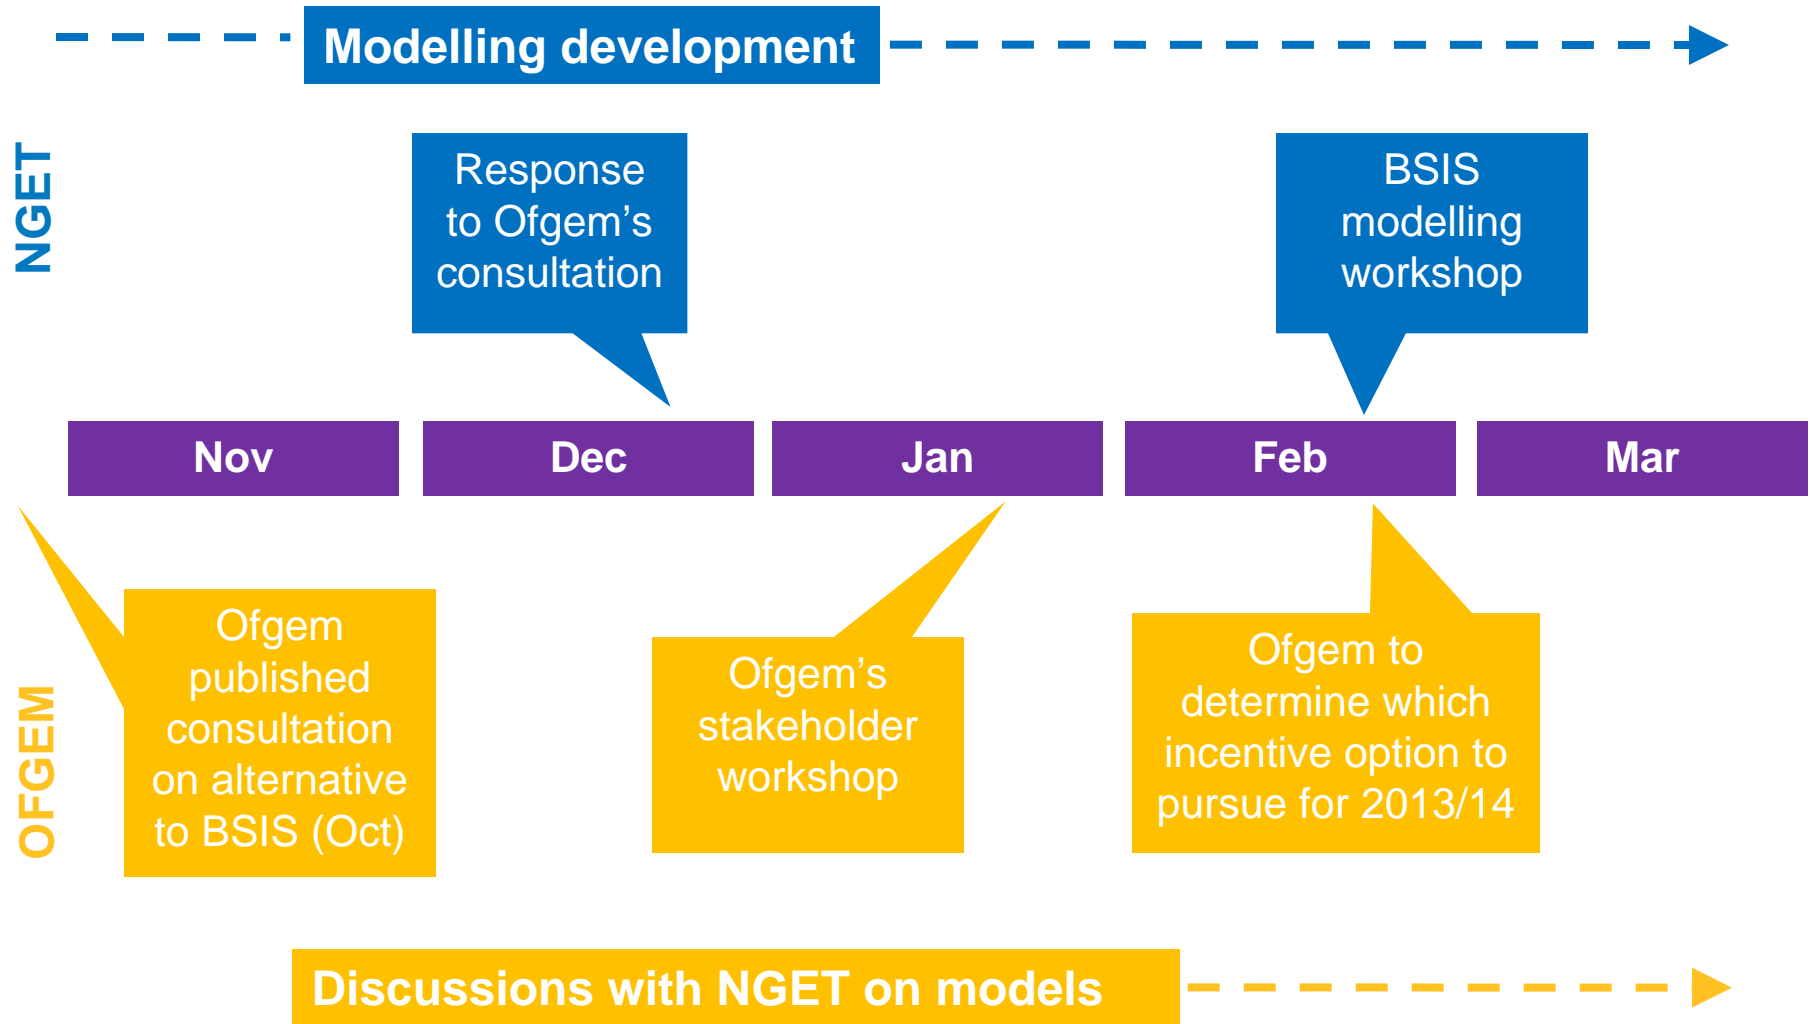 Modelling development
NGET
Response
to Ofgem’s
consultation
BSIS
modelling
workshop
Nov
Dec
Jan
Feb
Mar
OFGEM
Ofgem
published
consultation
on alternative
to BSIS (Oct)
Ofgem’s
stakeholder
workshop
Ofgem to
determine which
incentive option to
pursue for 2013/14
Discussions with NGET on models